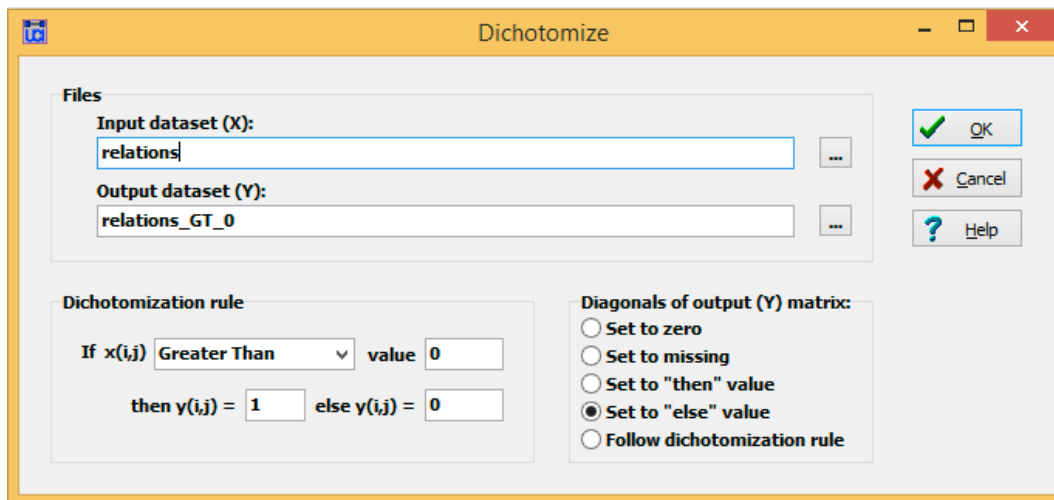 uci
Dichotomize
Files
Input dataset (X):
relations
...
OK
Output dataset (Y):
relations_GT_0
...
Cancel
Help
Dichotomization rule
If x(i,j) Greater Than value 0
then y(i,j) = 1 else y(i,j) = 0
Diagonals of output (Y) matrix:
Set to zero
Set to missing
Set to "then" value
Set to "else" value
Follow dichotomization rule